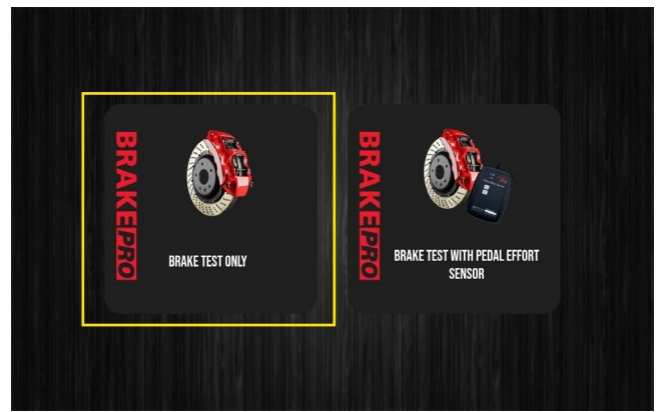 BRAKEPRO
BRAKE TEST ONLY
BRAKEPRO
BRAKE TEST WITH PEDAL EFFORT
SENSOR